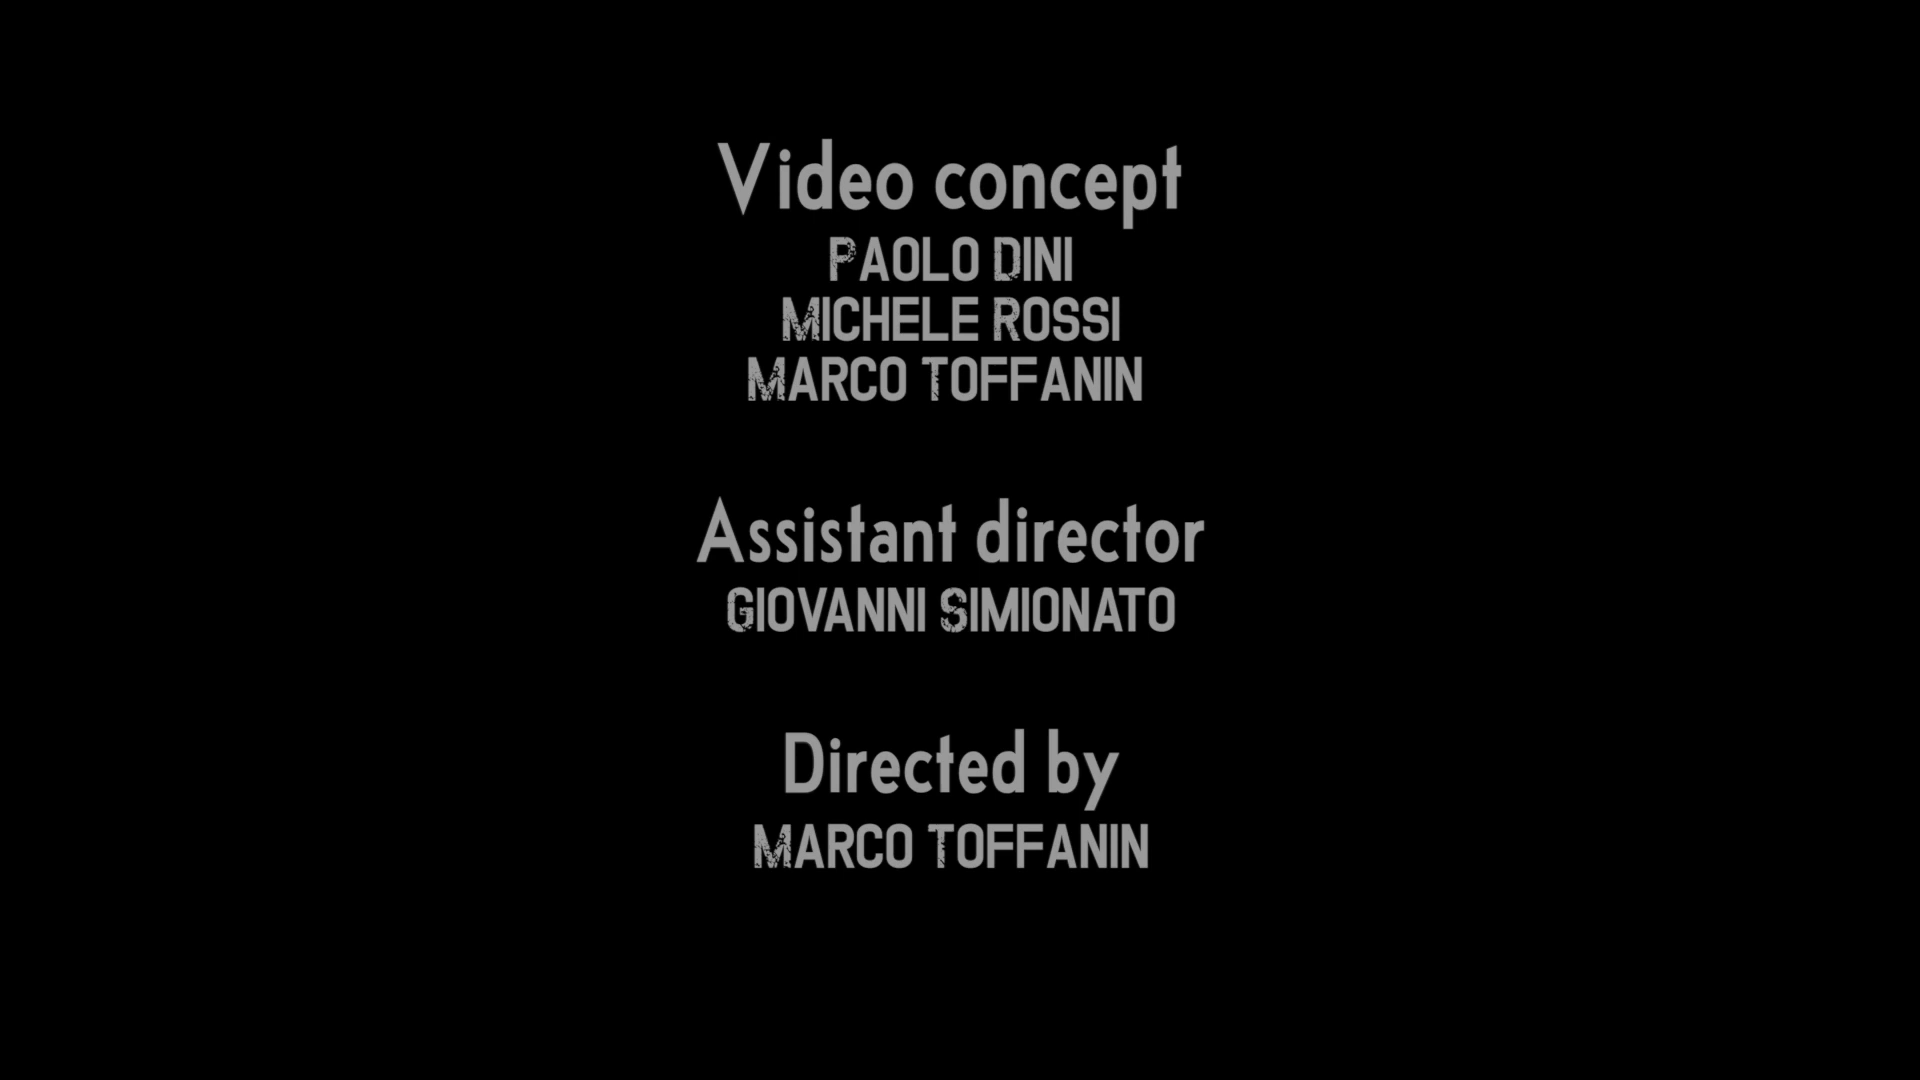 Video concept
PAOLO DINI
MICHELE ROSSI
MARCO TOFFANIN
Assistant director
GIOVANNI SIMIONATO
Directed by
MARCO TOFFANIN